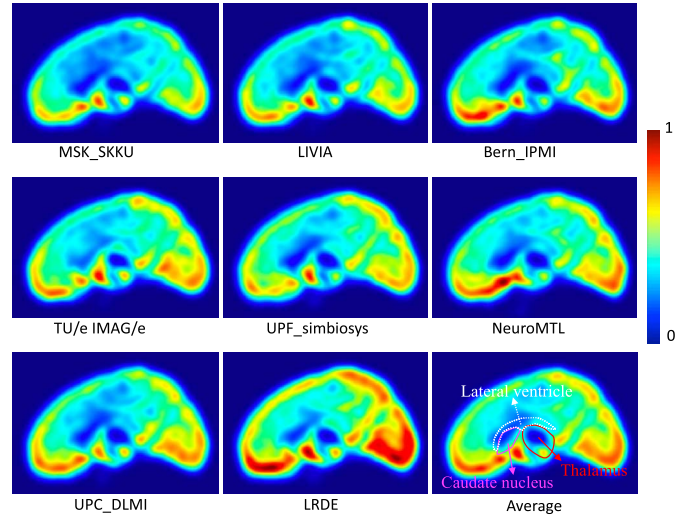 MSK_SKKU
LIVIA
Bern_IPMI
1
TU/e IMAG/e
UPF_simbiosys
NeuroMTL
0
Lateral ventricle
Thalamus
Caudate nucleus
UPC_DLMI
LRDE
Average